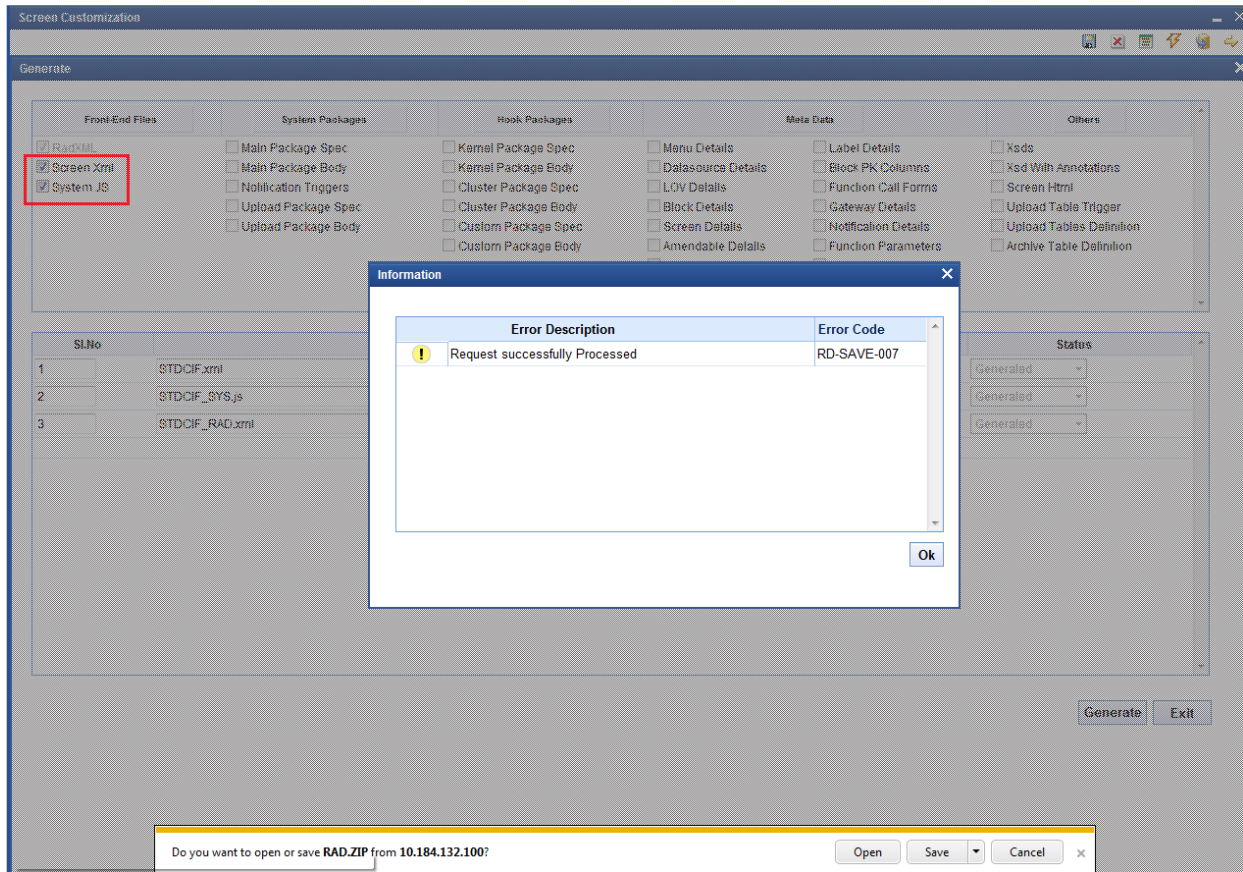 Screen Customization
Generate
Front-End Files System Packages Hook Packages Meta Data Others
RadXML Main Package Spec Kernel Package Spec Menu Details Label Details Xsds
Screen Xml Main Package Body Kernel Package Body Datasource Details Block PK Columns Xsd With Annotations
System JS Notification Triggers Cluster Package Spec LOV Details Function Call Forms Screen Html
Upload Package Spec Cluster Package Body Block Details Gateway Details Upload Table Trigger
Upload Package Body Custom Package Spec Screen Details Notification Details Upload Tables Definition
Custom Package Body Amendable Details Function Parameters Archive Table Definition
Information
Error Description Error Code
Request successfully Processed RD-SAVE-007
Ok
Sl.No Status
1 STDCIF.xml Generated
2 STDCIF_SYS.js Generated
3 STDCIF_RAD.xml Generated
Generate Exit
Do you want to open or save RAD.ZIP from 10.184.132.100? Open Save Cancel